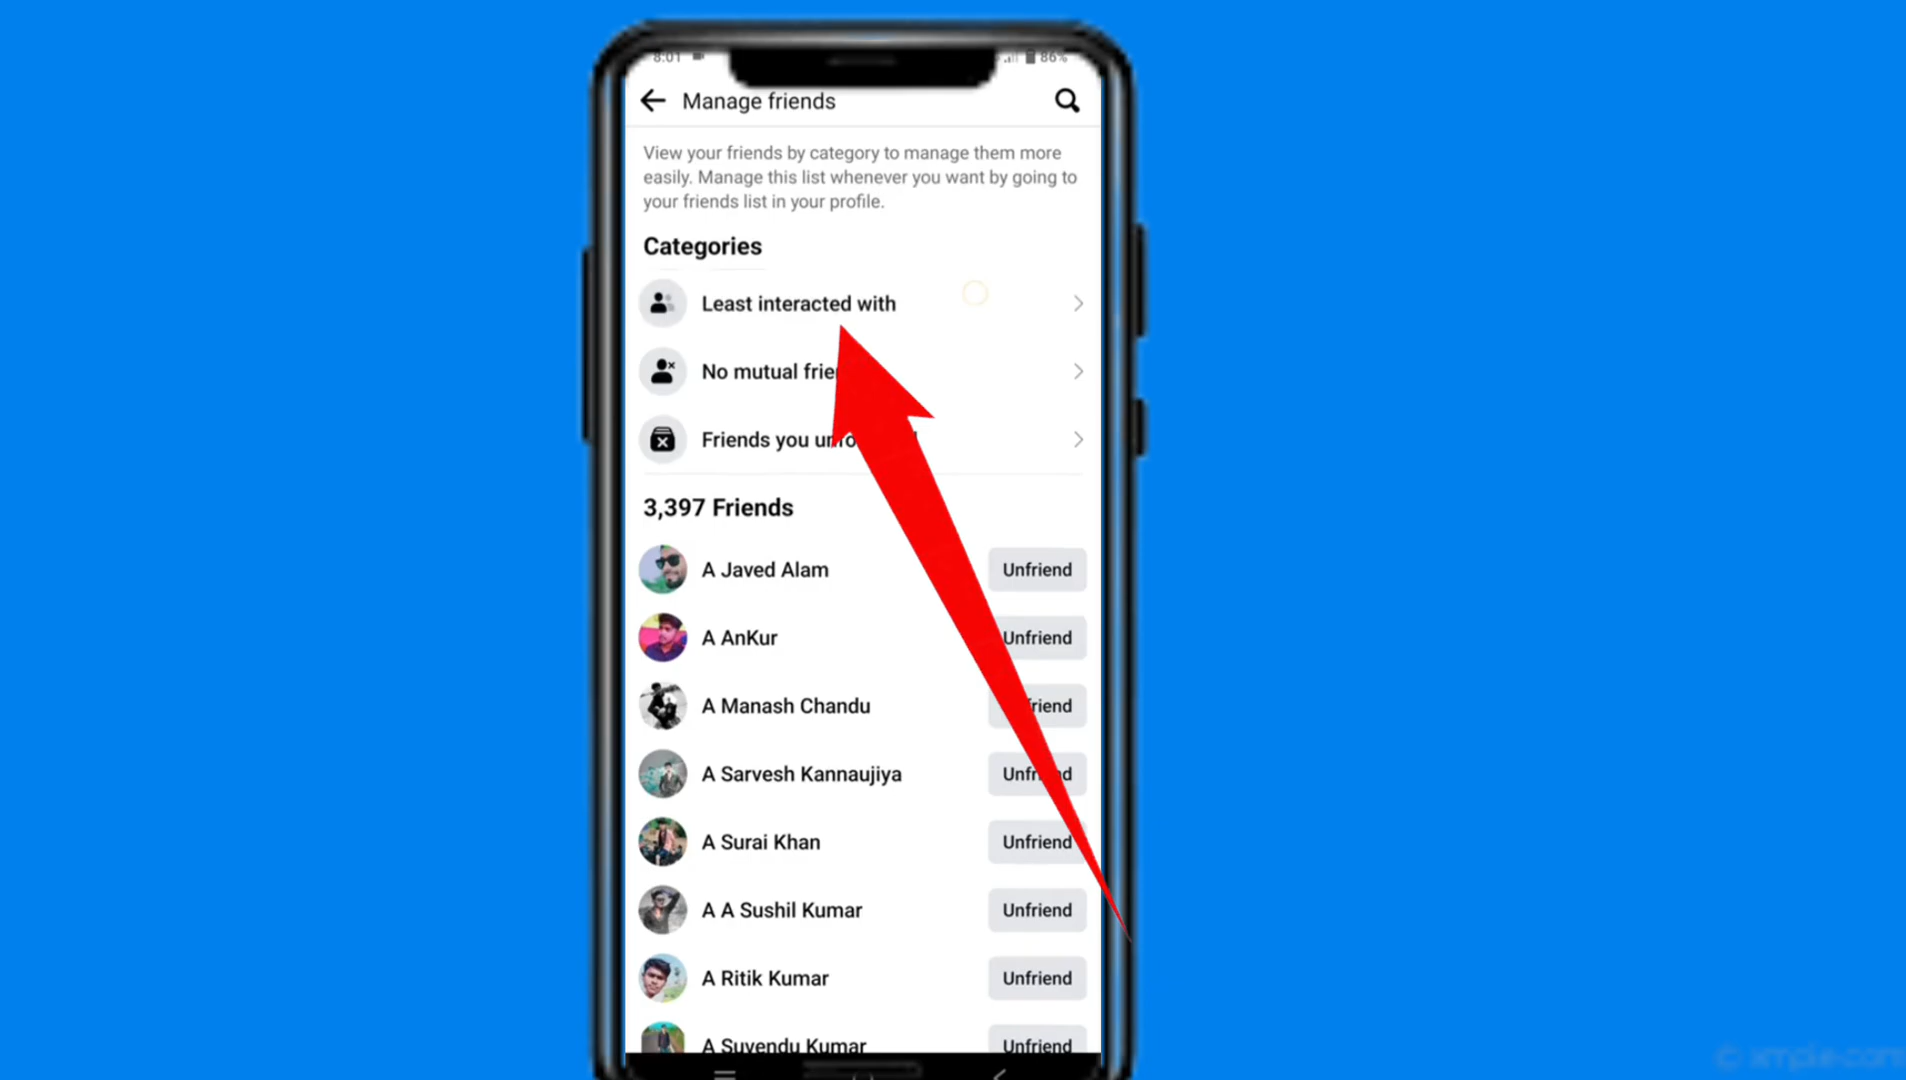 8:01 86%
Manage friends
View your friends by category to manage them more
easily. Manage this list whenever you want by going to
your friends list in your profile.
Categories
Least interacted with
No mutual
Friends you
3,397 Friends
A Javed Alam Unfriend
A AnKur Unfriend
A Manash Chandu
A Sarvesh Kannaujiya
A Surai Khan Unfriend
A A Sushil Kumar Unfriend
A Ritik Kumar Unfriend
A Suvendu Kumar Unfriend